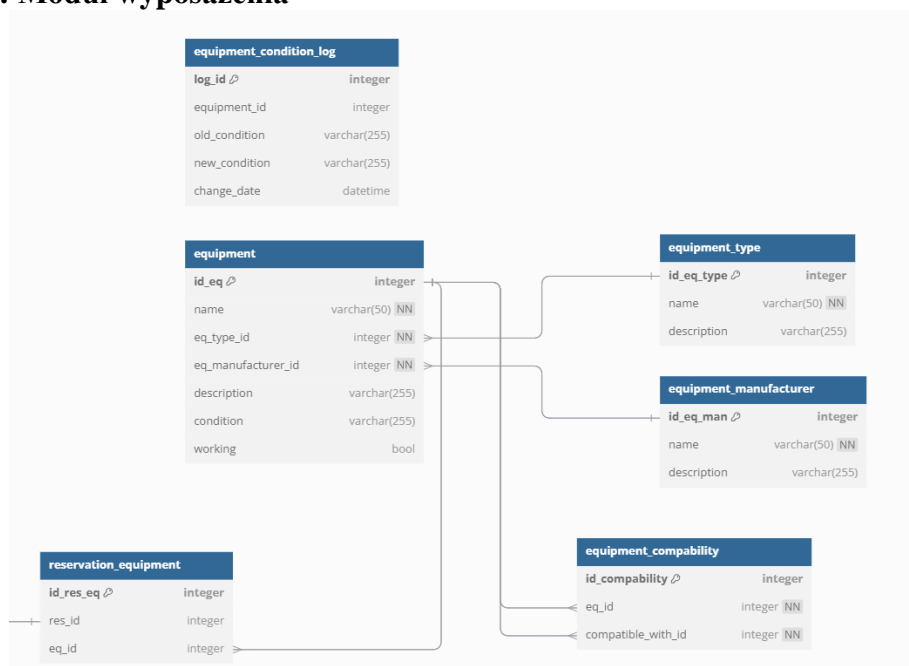 . Moduł wyposażenia
equipment_condition_log
log_id integer
equipment_id integer
old_condition varchar(255)
new_condition varchar(255)
change_date datetime
equipment
id_eq integer
name varchar(50) NN
eq_type_id integer NN
eq_manufacturer_id integer NN
description varchar(255)
condition varchar(255)
working bool
equipment_type
id_eq_type integer
name varchar(50) NN
description varchar(255)
equipment_manufacturer
id_eq_man integer
name varchar(50) NN
description varchar(255)
reservation_equipment
id_res_eq integer
res_id integer
eq_id integer
equipment_compability
id_compability integer
eq_id integer NN
compatible_with_id integer NN